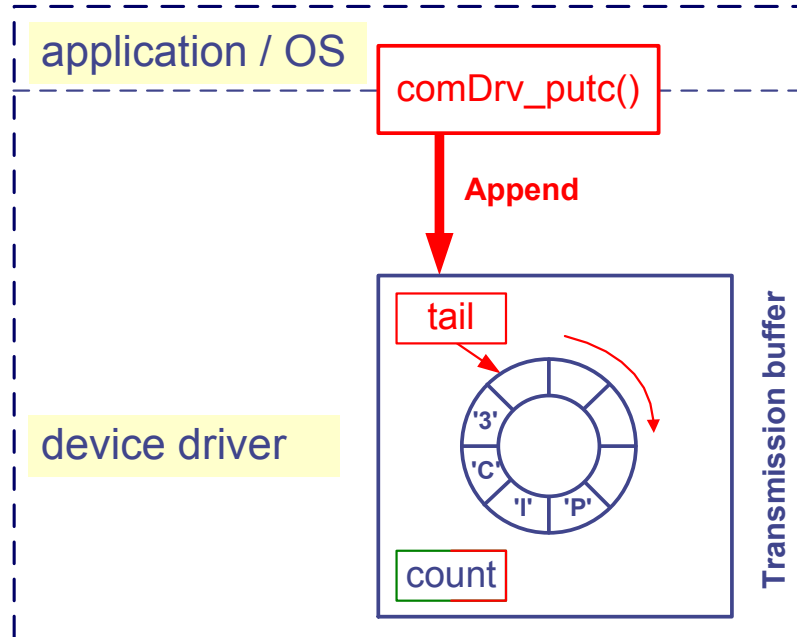 application / OS
comDrv_putc()
Append
tail
'3'
'C'
'I'
'P'
count
device driver
Transmission buffer